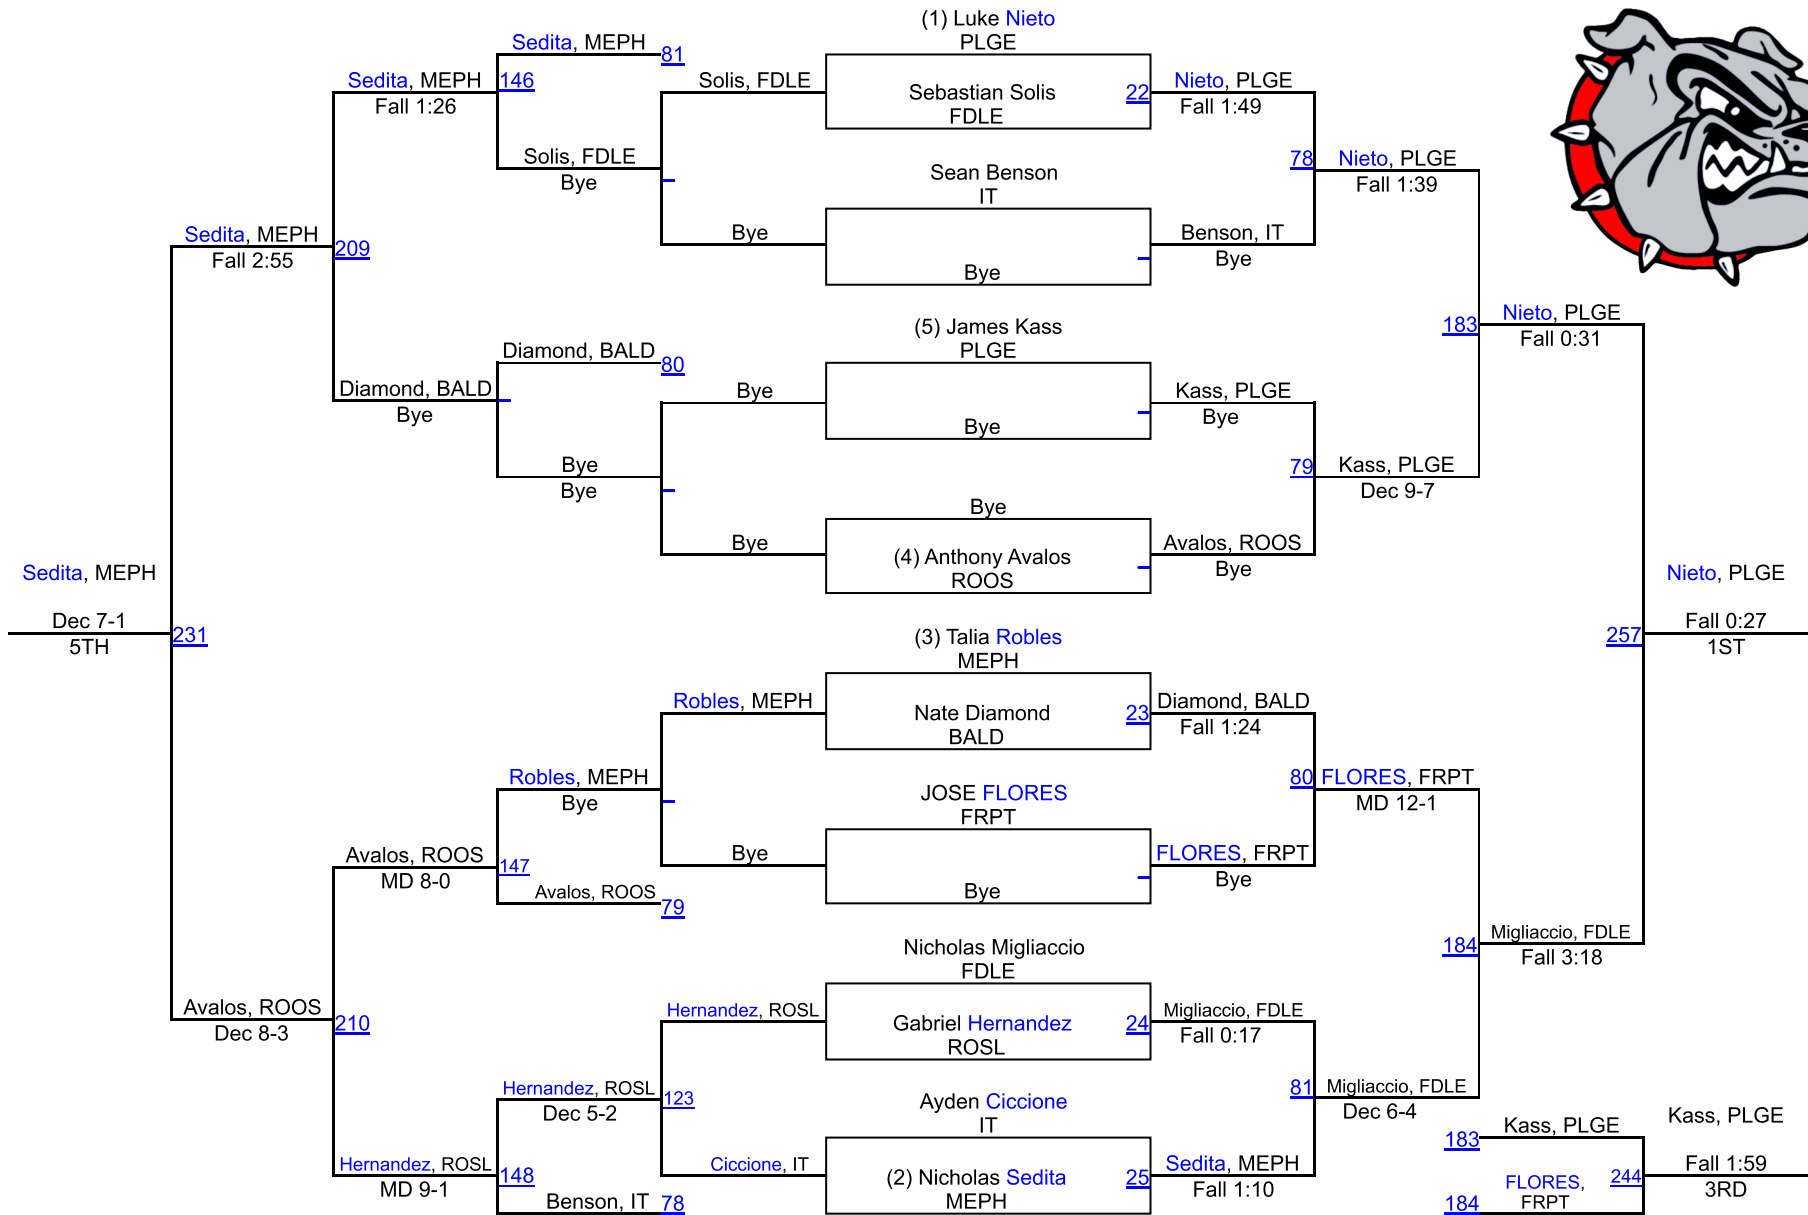 (1) Luke Nieto
PLGE
Sedita, MEPH
81
Sedita, MEPH
146
Solis, FDLE
Sebastian Solis
22
Nieto, PLGE
Fall 1:26
FDLE
Fall 1:49
Solis, FDLE
Bye
Sean Benson
IT
78
Nieto, PLGE
Fall 1:39
Sedita, MEPH
209
Bye
Benson, IT
Fall 2:55
Bye
Bye
(5) James Kass
PLGE
183
Nieto, PLGE
Fall 0:31
Diamond, BALD
80
Diamond, BALD
Bye
Bye
Kass, PLGE
Bye
Bye
Bye
Bye
79
Kass, PLGE
Dec 9-7
Bye
Bye
(4) Anthony Avalos
ROOS
Avalos, ROOS
Bye
Sedita, MEPH
Nieto, PLGE
Dec 7-1
231
257
Fall 0:27
5TH
1ST
(3) Talia Robles
MEPH
Robles, MEPH
Nate Diamond
23
Diamond, BALD
BALD
Fall 1:24
Robles, MEPH
Bye
JOSE FLORES
FRPT
80
FLORES, FRPT
MD 12-1
Avalos, ROOS
147
Bye
FLORES, FRPT
MD 8-0
Bye
Bye
Avalos, ROOS
79
Nicholas Migliaccio
FDLE
184
Migliaccio, FDLE
Fall 3:18
Avalos, ROOS
210
Hernandez, ROSL
Gabriel Hernandez
24
Migliaccio, FDLE
Dec 8-3
ROSL
Fall 0:17
Hernandez, ROSL
123
Dec 5-2
Ayden Ciccione
IT
81
Migliaccio, FDLE
Dec 6-4
183
Kass, PLGE
Kass, PLGE
Hernandez, ROSL
148
Ciccione, IT
(2) Nicholas Sedita
25
Sedita, MEPH
MD 9-1
MEPH
Fall 1:10
Benson, IT
78
184
FLORES,
FRPT
244
Fall 1:59
3RD